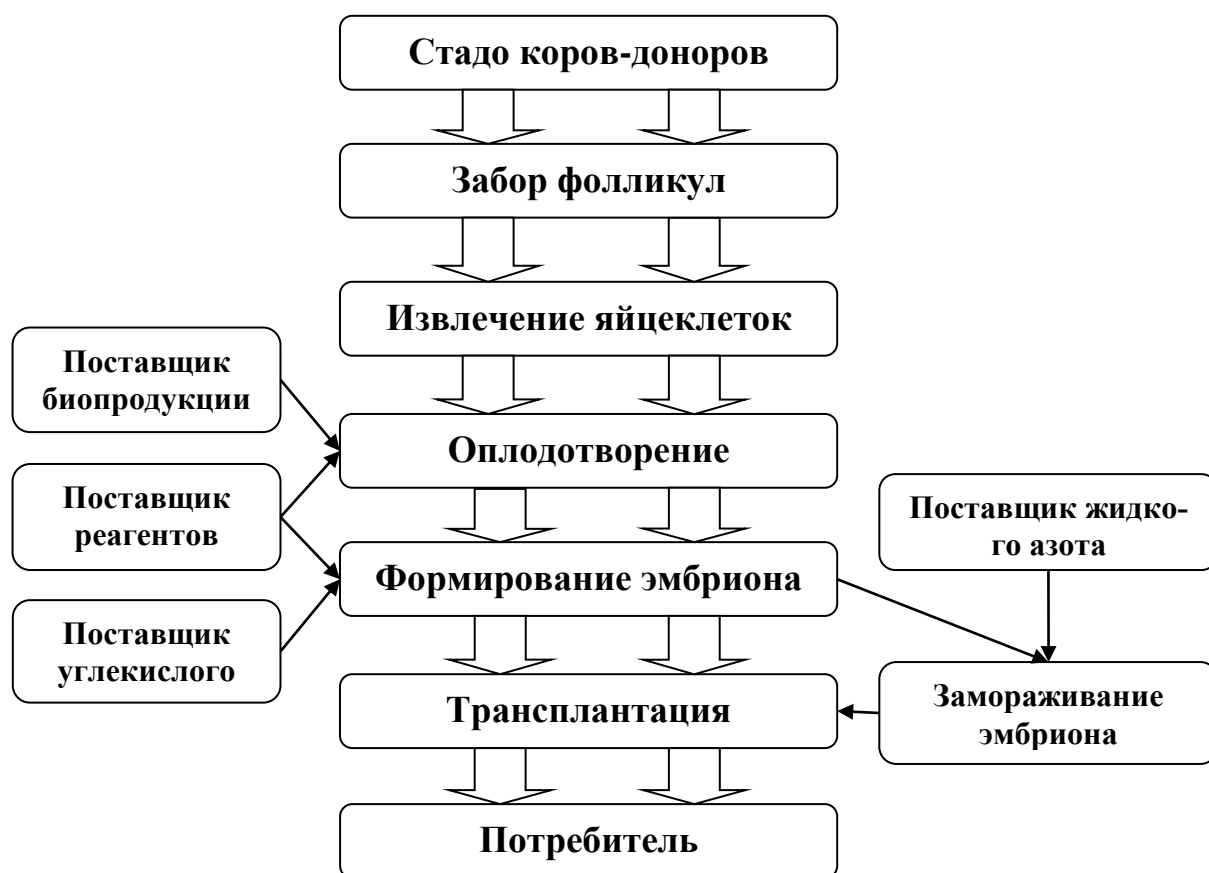 Стадо коров-доноров
Забор фолликул
Извлечение яйцеклеток
Поставщик
биопродукции
Оплодотворение
Поставщик
реагентов
Поставщик жидко-
го азота
Формирование эмбриона
Поставщик
углекислого
Трансплантация
Замораживание
эмбриона
Потребитель